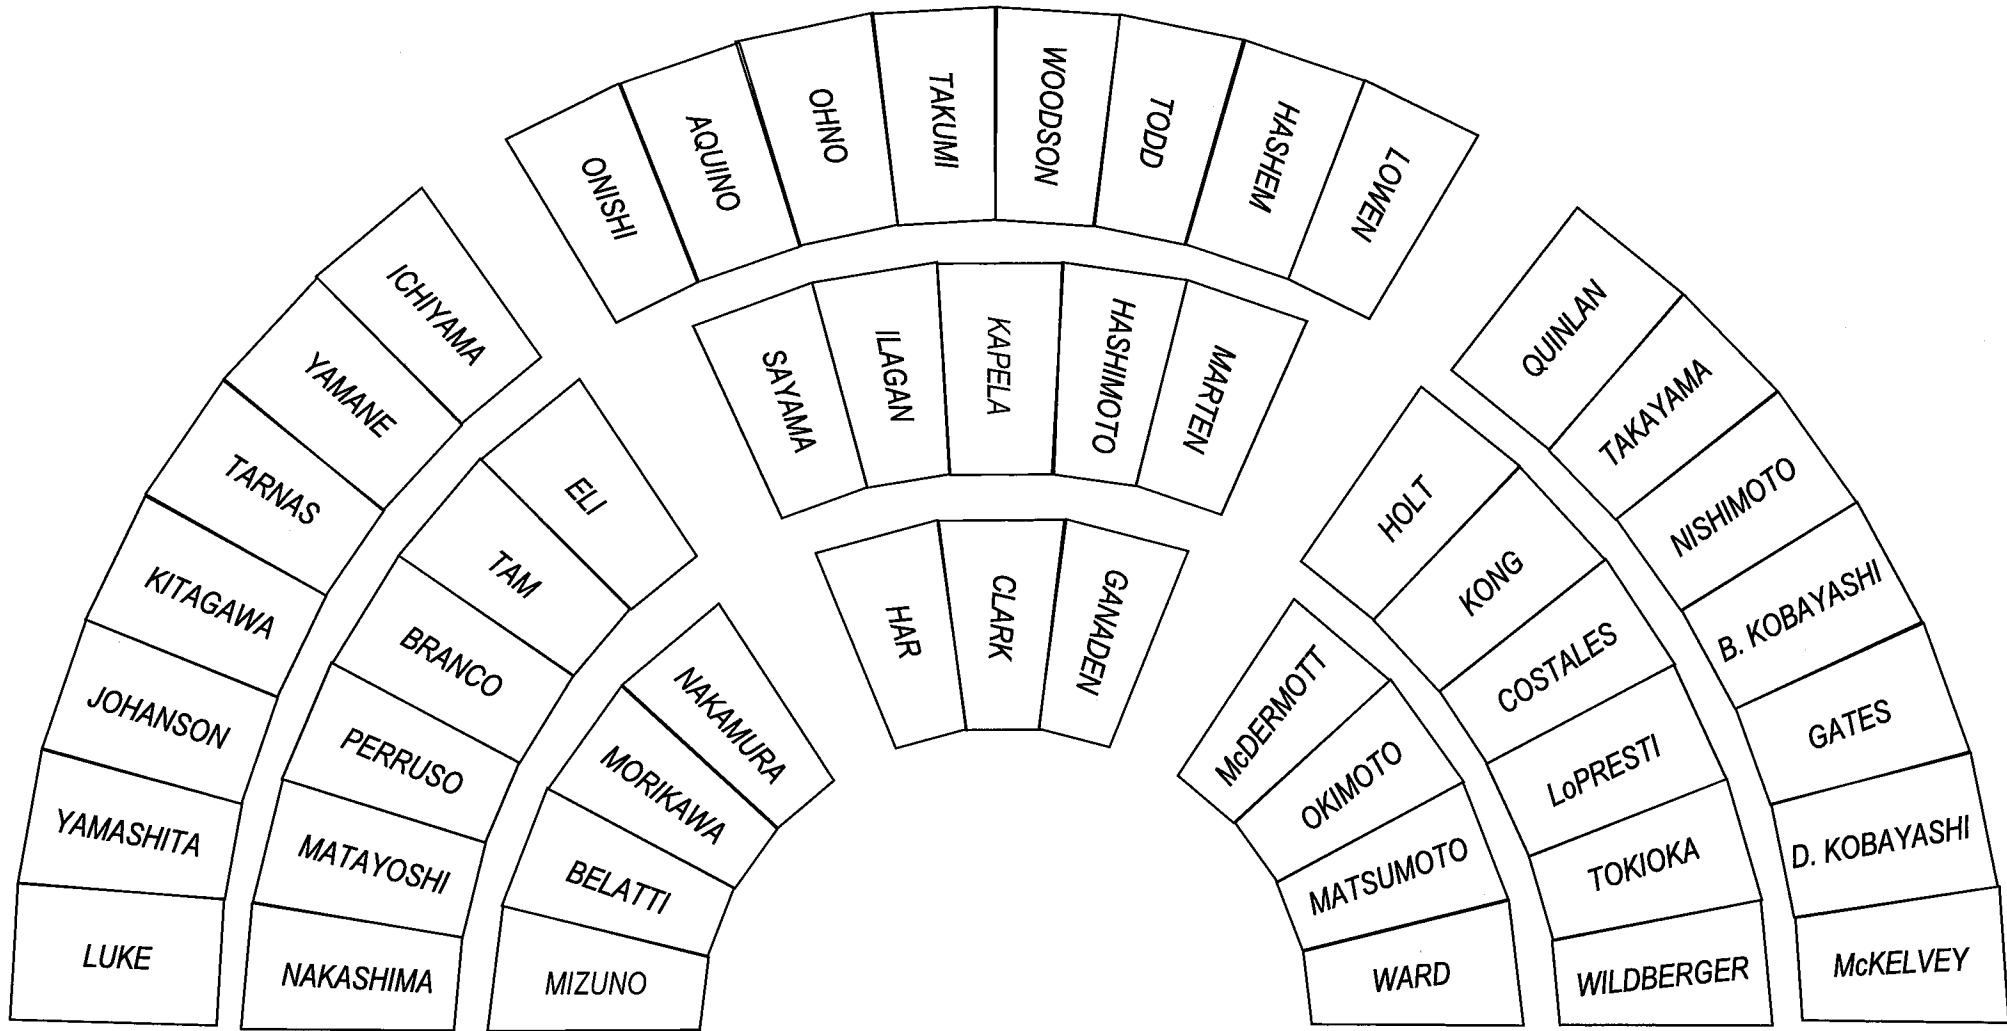 ONISHI
AQUINO
OHNO
TAKUMI
WOODSON
TODD
HASHEM
LOWEN
SAYAMA
ILAGAN
KAPELA
HASHIMOTO
MARTEN
HAR
CLARK
GANADEN
ICHIYAMA
YAMANE
TARNAS
KITAGAWA
JOHANSON
YAMASHITA
LUKE
ELI
TAM
BRANCO
PERRUSO
MATAYOSHI
NAKASHIMA
NAKAMURA
MORIKAWA
BELATTI
MIZUNO
McDERMOTT
OKIMOTO
MATSUMOTO
WARD
HOLT
KONG
COSTALES
LoPRESTI
TOKIOKA
WILDBERGER
QUINLAN
TAKAYAMA
NISHIMOTO
B. KOBAYASHI
GATES
D. KOBAYASHI
McKELVEY